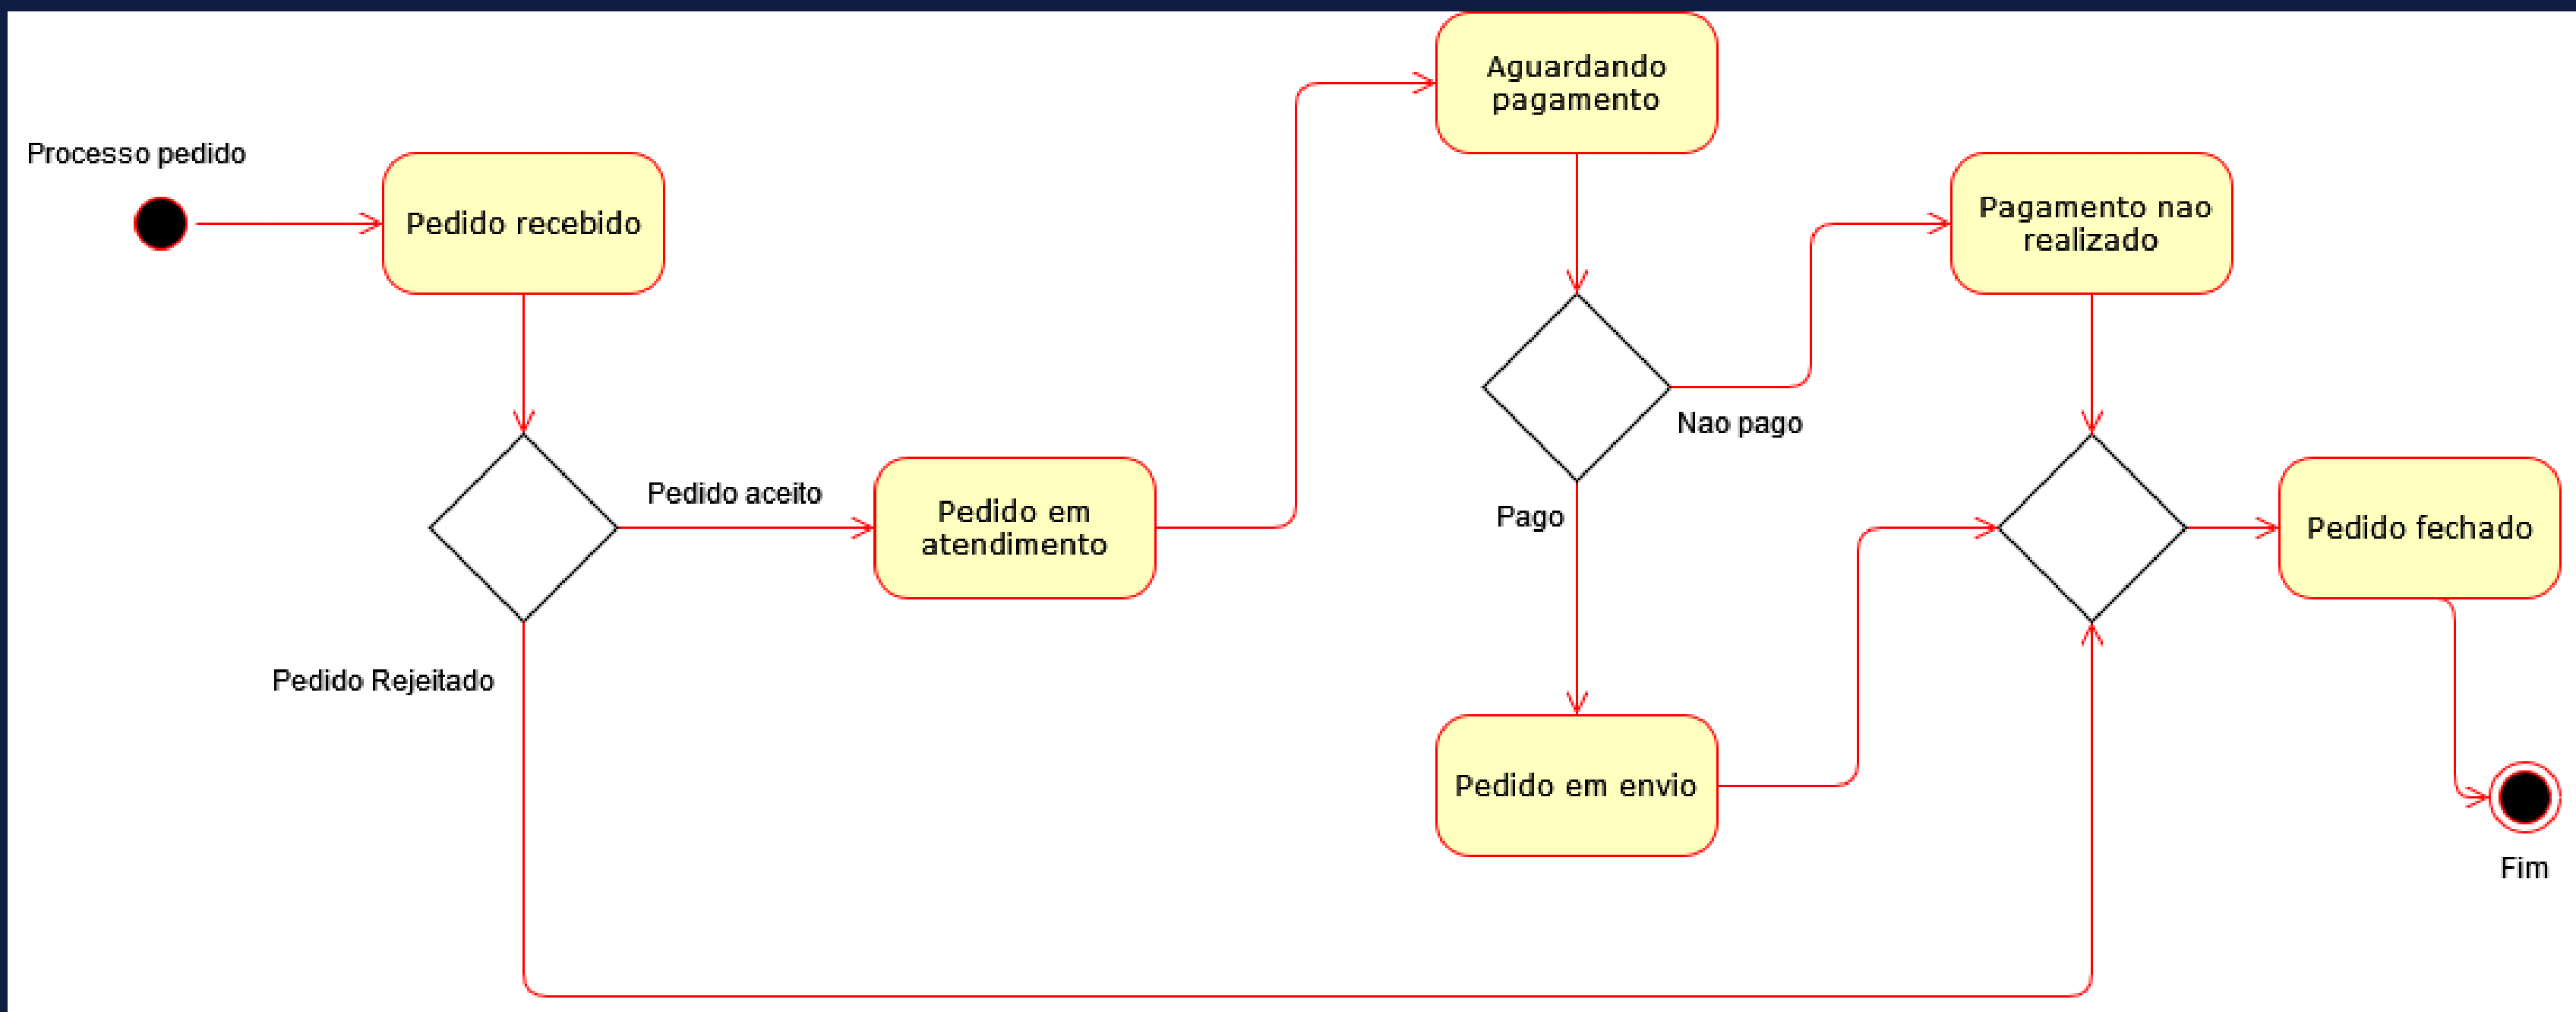 Processo pedido
Pedido recebido
Pedido aceito
Pedido Rejeitado
Pedido em
atendimento
Aguardando
pagamento
Nao pago
Pago
Pagamento nao
realizado
Pedido em envio
Pedido fechado
Fim